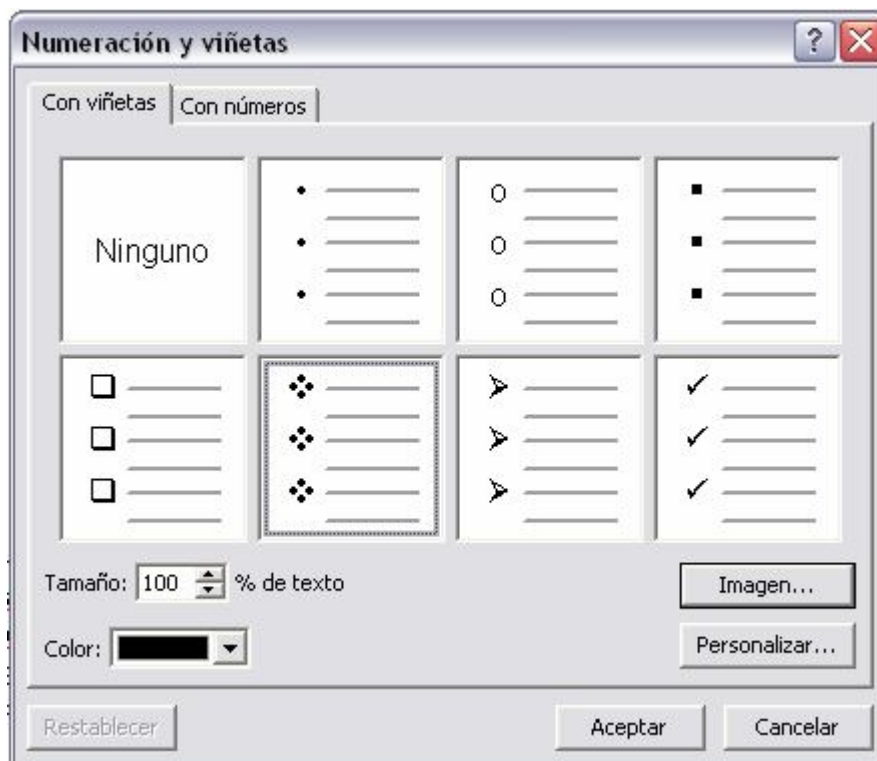 Numeración y viñetas
Con viñetas
Con números
Ninguno
Tamaño: 100 % de texto
Imagen...
Color:
Personalizar...
Restablecer
Aceptar
Cancelar